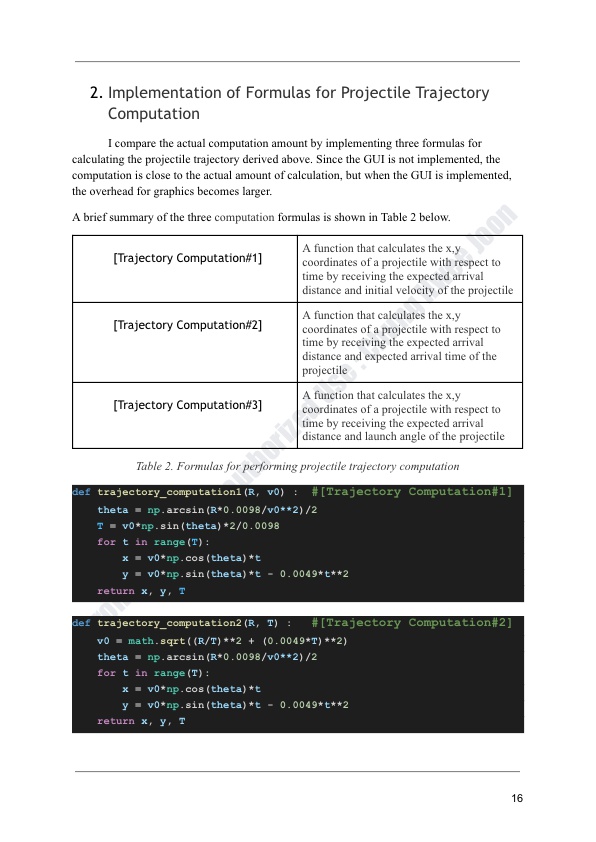 2. Implementation of Formulas for Projectile Trajectory
Computation
I compare the actual computation amount by implementing three formulas for
calculating the projectile trajectory derived above. Since the GUI is not implemented, the
computation is close to the actual amount of calculation, but when the GUI is implemented,
the overhead for graphics becomes larger.
A brief summary of the three computation formulas is shown in Table 2 below.
[Trajectory Computation#1]
A function that calculates the x,y
coordinates of a projectile with respect to
time by receiving the expected arrival
distance and initial velocity of the projectile
[Trajectory Computation#2]
A function that calculates the x,y
coordinates of a projectile with respect to
time by receiving the expected arrival
distance and expected arrival time of the
projectile
[Trajectory Computation#3]
A function that calculates the x,y
coordinates of a projectile with respect to
time by receiving the expected arrival
distance and launch angle of the projectile
Table 2. Formulas for performing projectile trajectory computation
def trajectory_computation1(R, v0) :  #[Trajectory Computation#1]
    theta = np.arcsin(R*0.0098/v0**2)/2
    T = v0*np.sin(theta)*2/0.0098
    for t in range(T):
        x = v0*np.cos(theta)*t
        y = v0*np.sin(theta)*t - 0.0049*t**2
    return x, y, T
def trajectory_computation2(R, T) :   #[Trajectory Computation#2]
    v0 = math.sqrt((R/T)**2 + (0.0049*T)**2)
    theta = np.arcsin(R*0.0098/v0**2)/2
    for t in range(T):
        x = v0*np.cos(theta)*t
        y = v0*np.sin(theta)*t - 0.0049*t**2
    return x, y, T
16